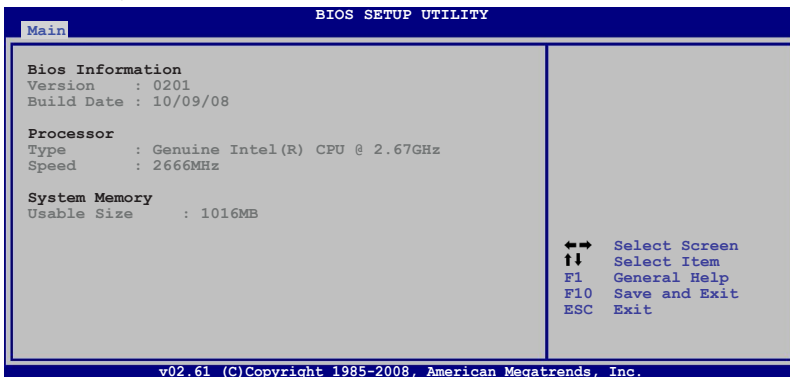 BIOS SETUP UTILITY
Main
Bios Information
Version : 0201
Build Date : 10/09/08
Processor
Type : Genuine Intel(R) CPU @ 2.67GHz
Speed : 2666MHz
System Memory
Usable Size : 1016MB
←→ Select Screen
↑↓ Select Item
F1 General Help
F10 Save and Exit
ESC Exit
v02.61 (C)Copyright 1985-2008, American Megatrends, Inc.